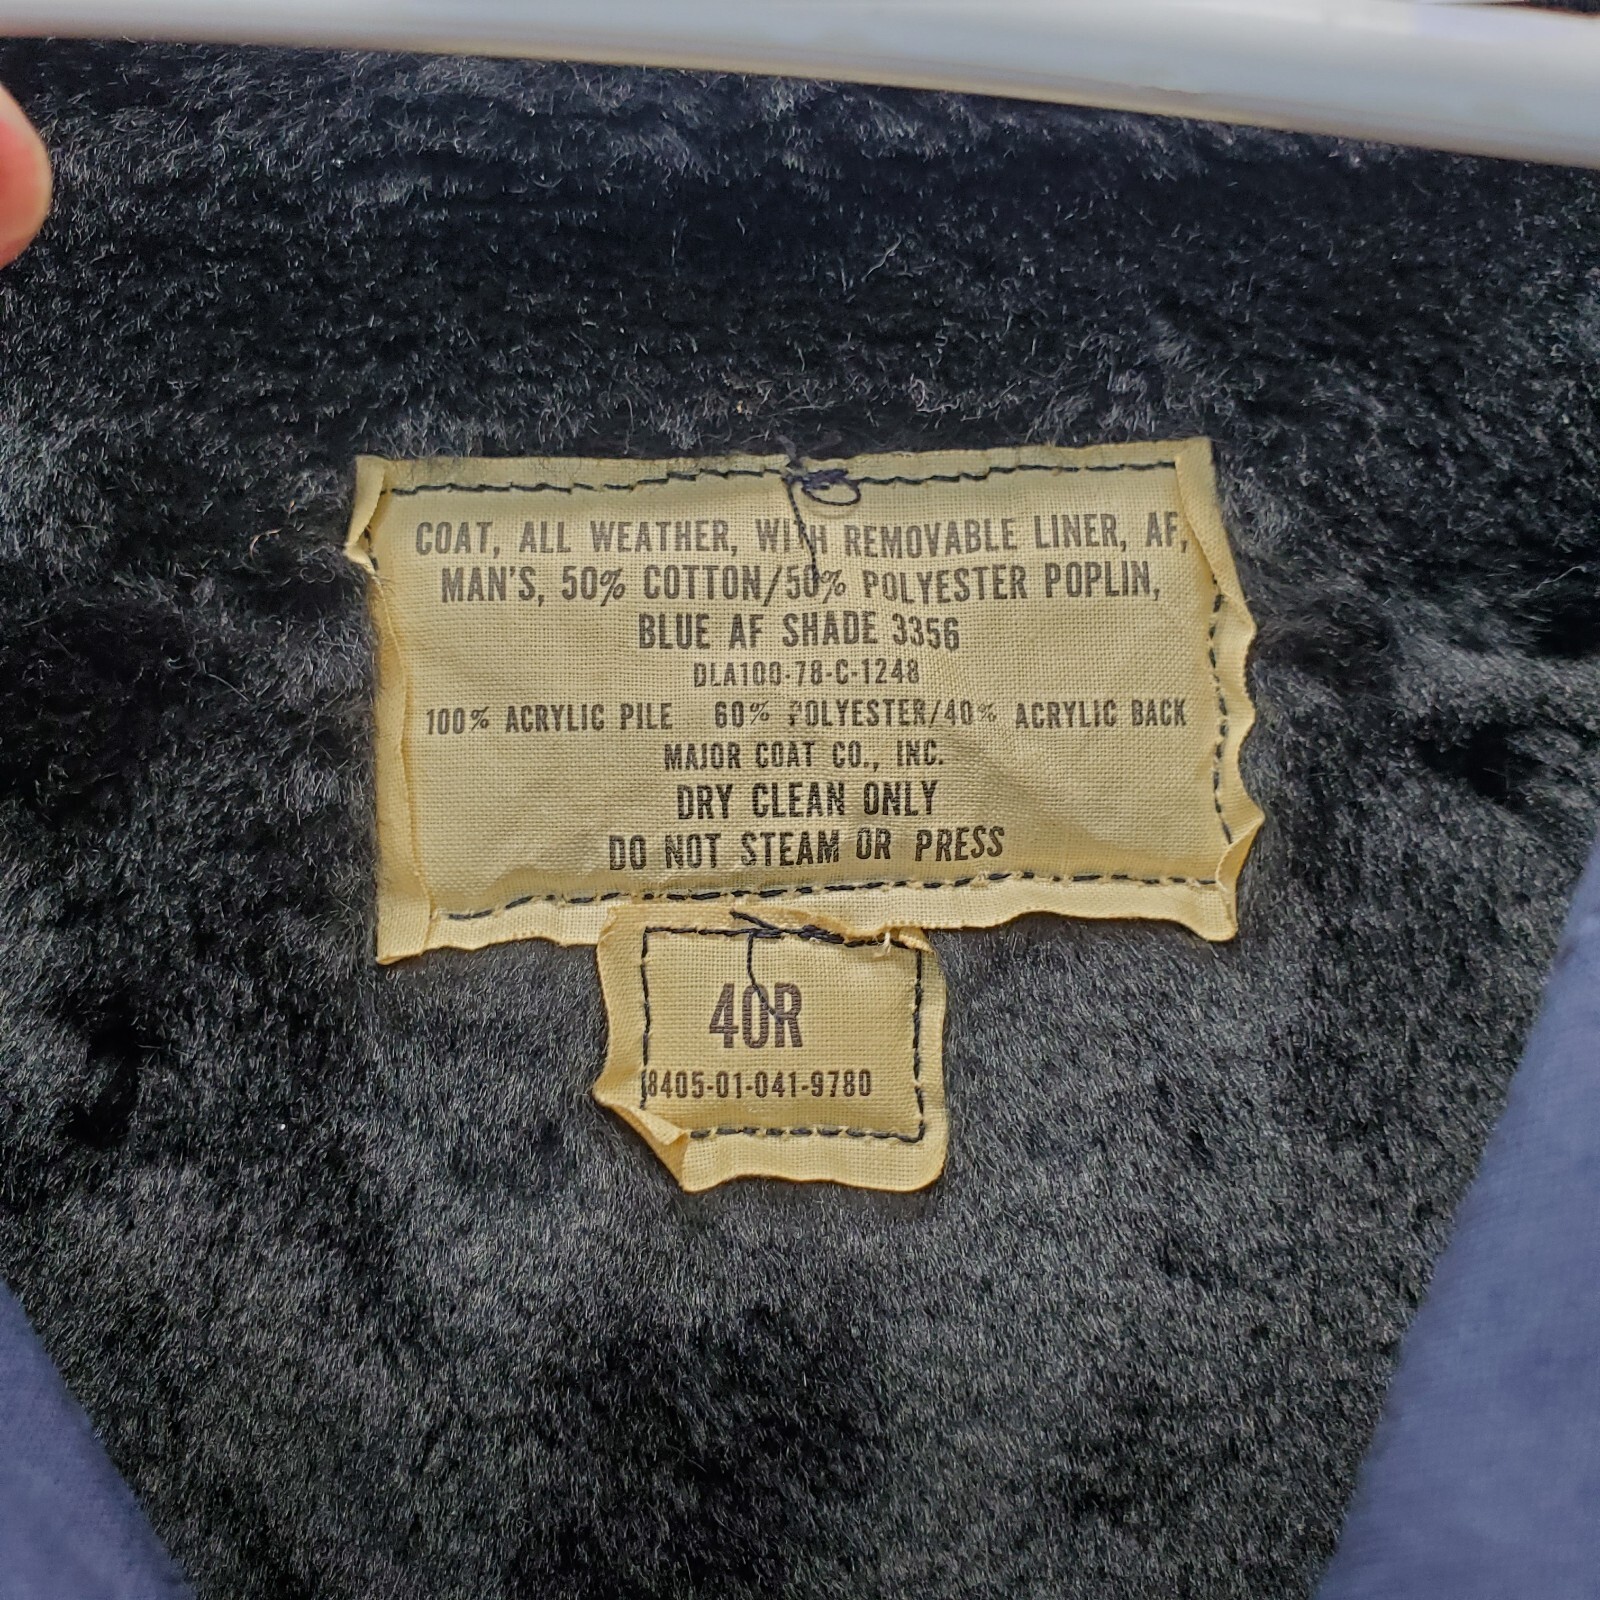 COAT, ALL WEATHER, WITH REMOVABLE LINER, AF,
MAN'S, 50% COTTON/50% POLYESTER POPLIN,
BLUE AF SHADE 3356
DLA100-78-C-1248
100% ACRYLIC PILE 60% POLYESTER/40% ACRYLIC BACK
MAJOR COAT CO., INC.
DRY CLEAN ONLY
DO NOT STEAM OR PRESS
40R
8405-01-041-9780